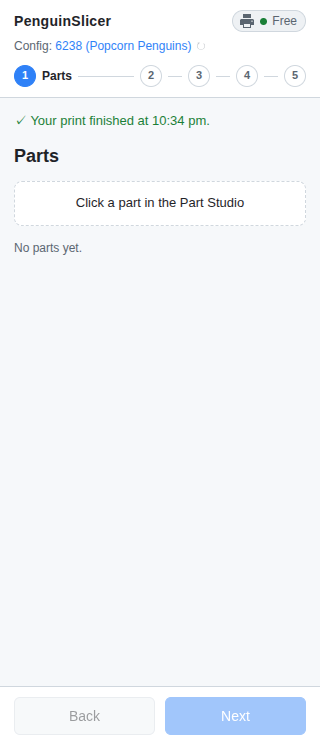 PenguinSlicer
Free
Config: 6238 (Popcorn Penguins)
1 Parts 2 3 4 5
✓ Your print finished at 10:34 pm.
Parts
Click a part in the Part Studio
No parts yet.
Back
Next